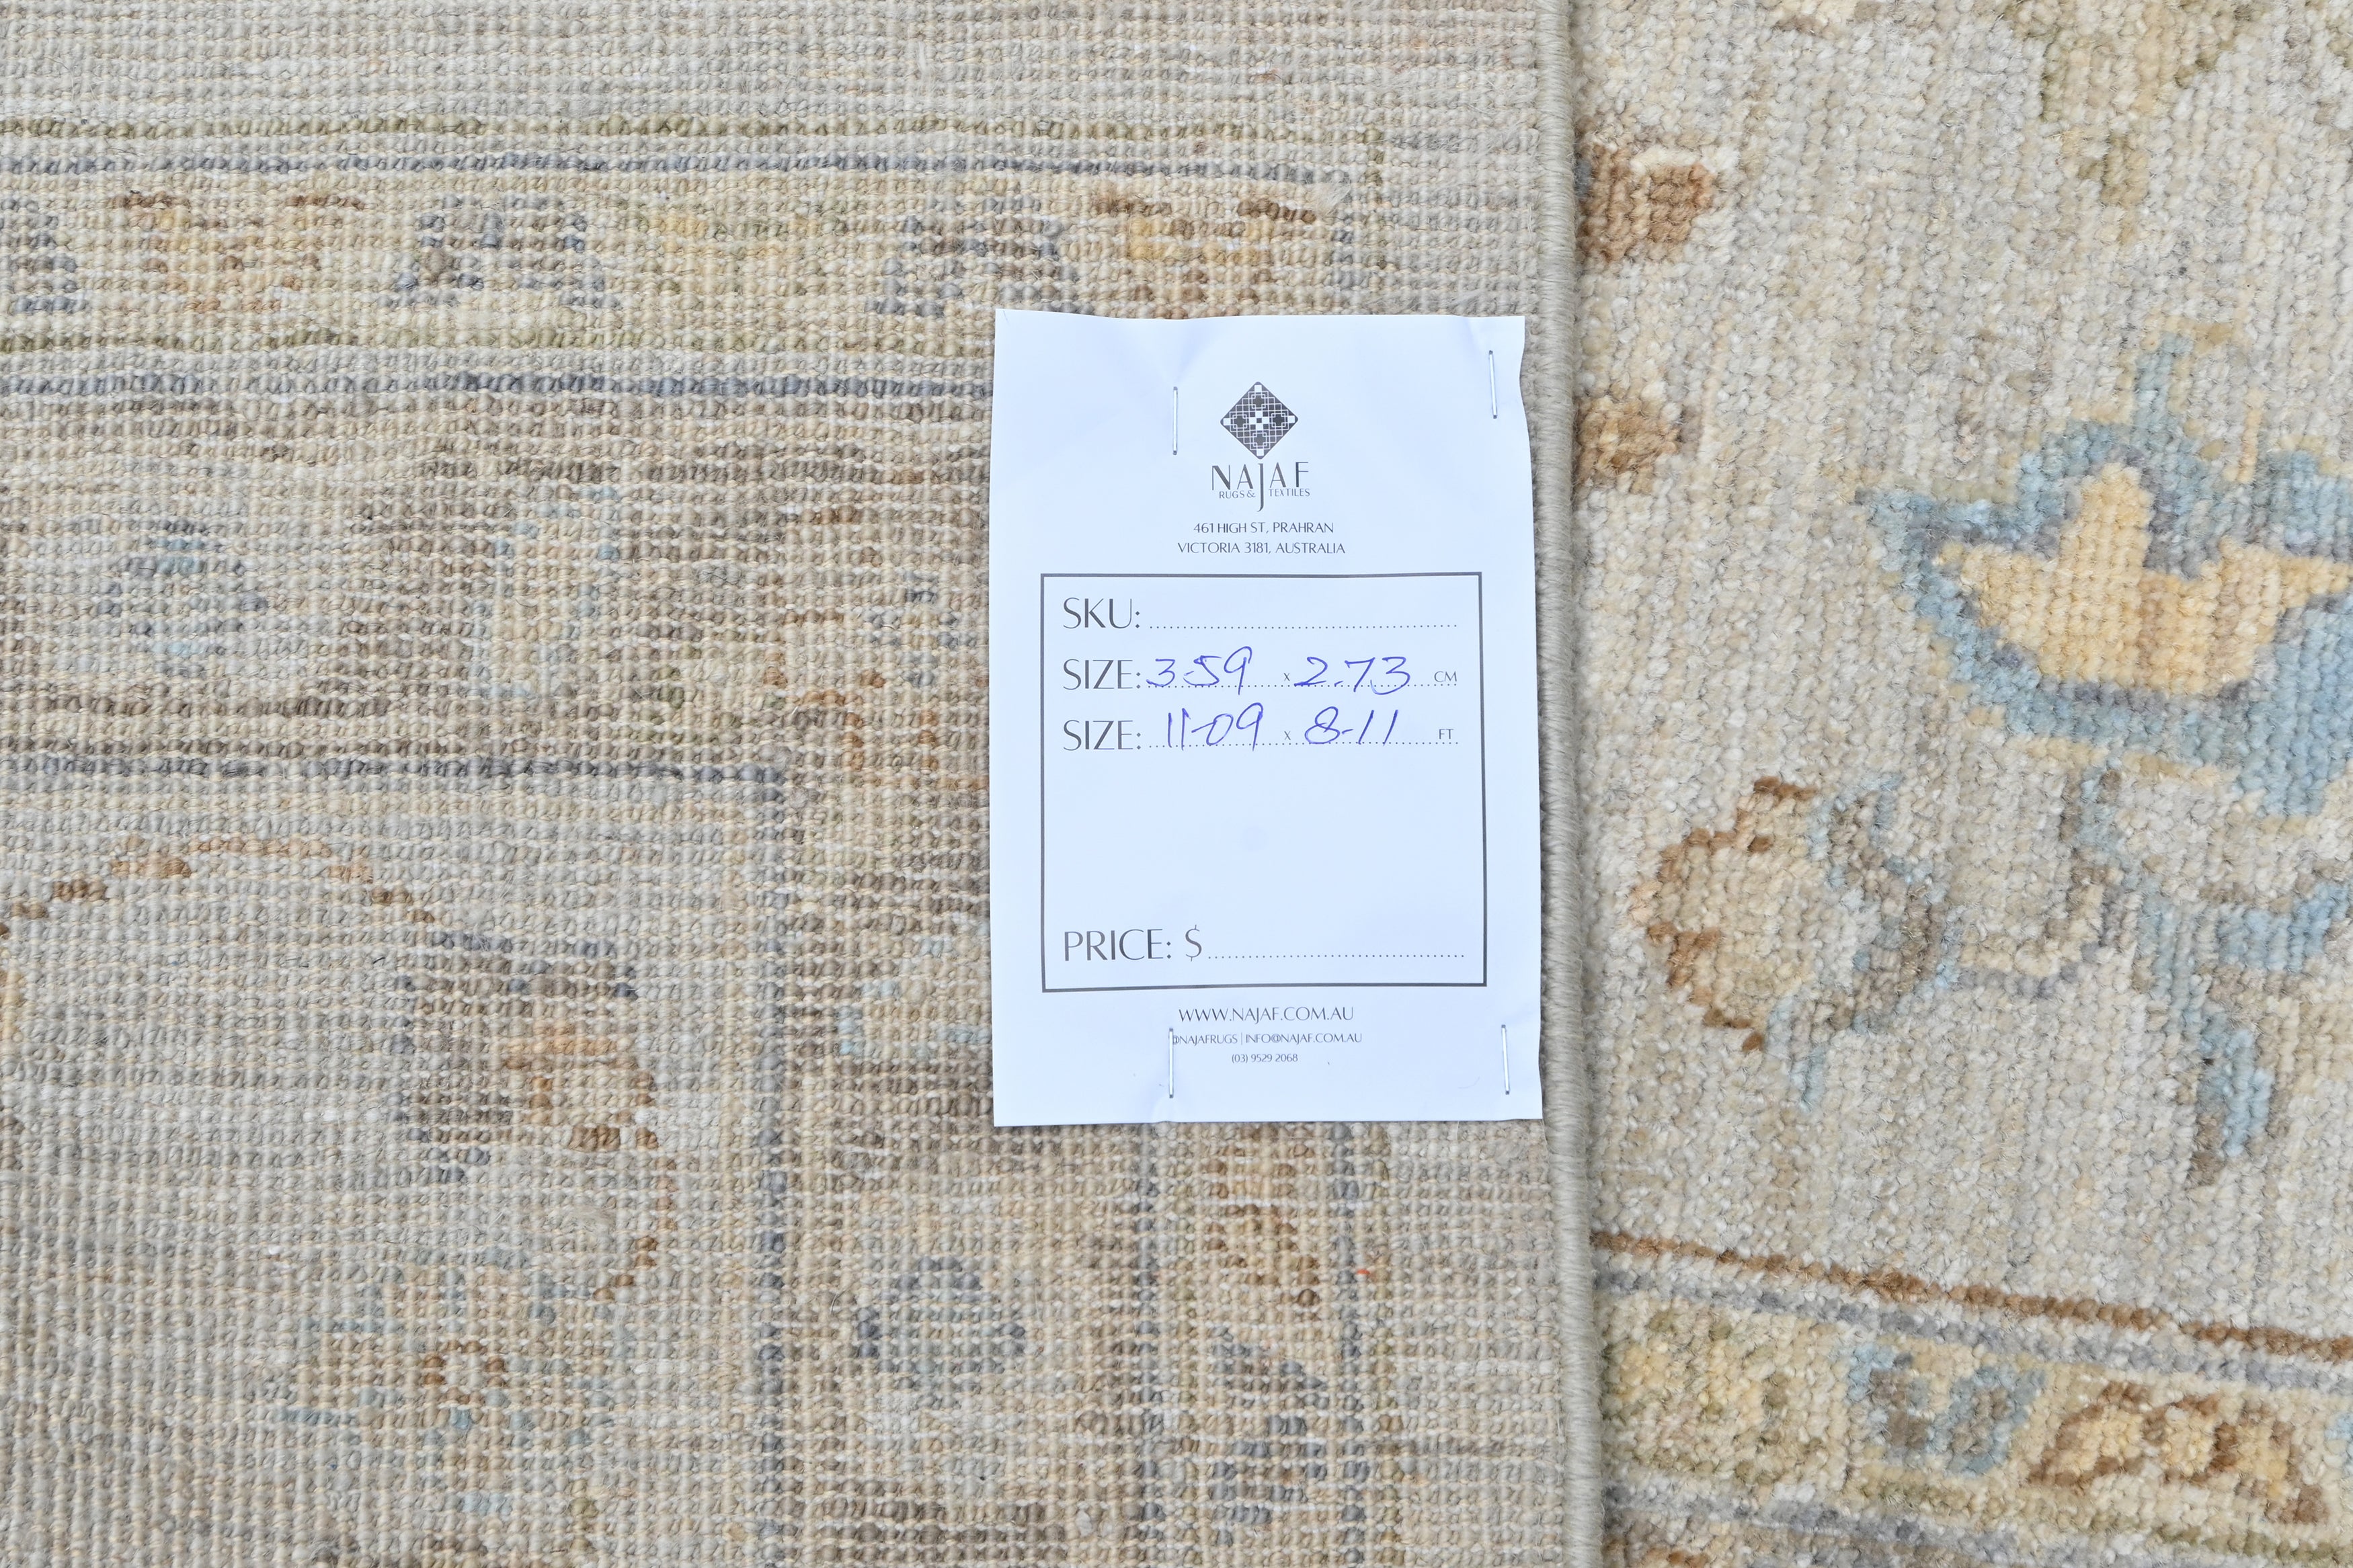 NAJAF
RUGS & TEXTILES
461 HIGH ST, PRAHRAN
VICTORIA 3181, AUSTRALIA
SKU:
SIZE: 3.59 x 2.73 CM
SIZE: 11-09 x 8-11 FT
PRICE: $
WWW.NAJAF.COM.AU
@NAJAFRUGS | INFO@NAJAF.COM.AU
(03) 9529 2068